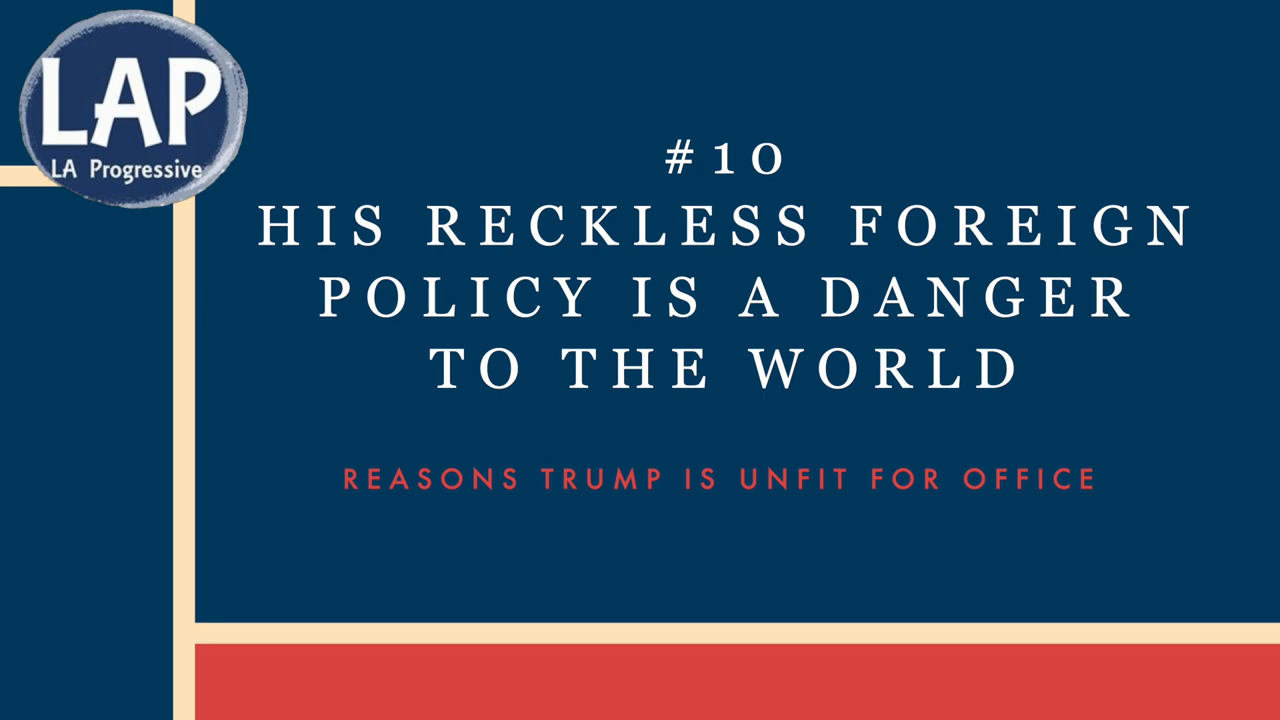 LAP
LA Progressive
#10
HIS RECKLESS FOREIGN
POLICY IS A DANGER
TO THE WORLD
REASONS TRUMP IS UNFIT FOR OFFICE